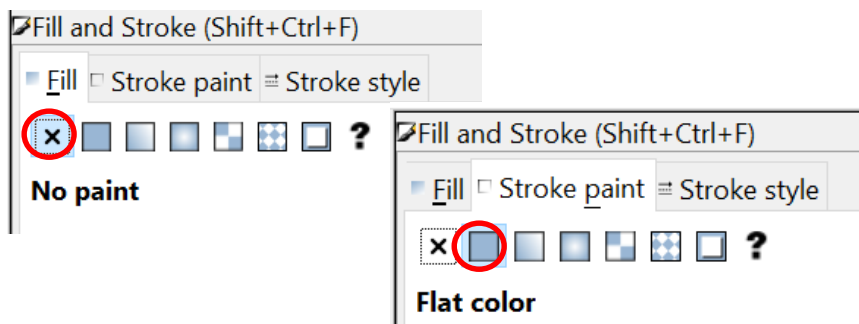 Fill and Stroke (Shift+Ctrl+F)
Fill Stroke paint Stroke style
?
No paint
Fill and Stroke (Shift+Ctrl+F)
Fill Stroke paint Stroke style
?
Flat color